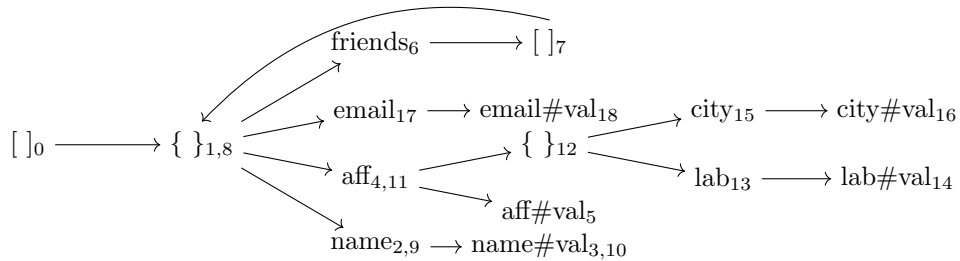 friends₆ [ ]₇
email₁₇ email#val₁₈ city₁₅ city#val₁₆
[ ]₀ { }₁,₈ { }₁₂
aff₄,₁₁ lab₁₃ lab#val₁₄
aff#val₅
name₂,₉ name#val₃,₁₀